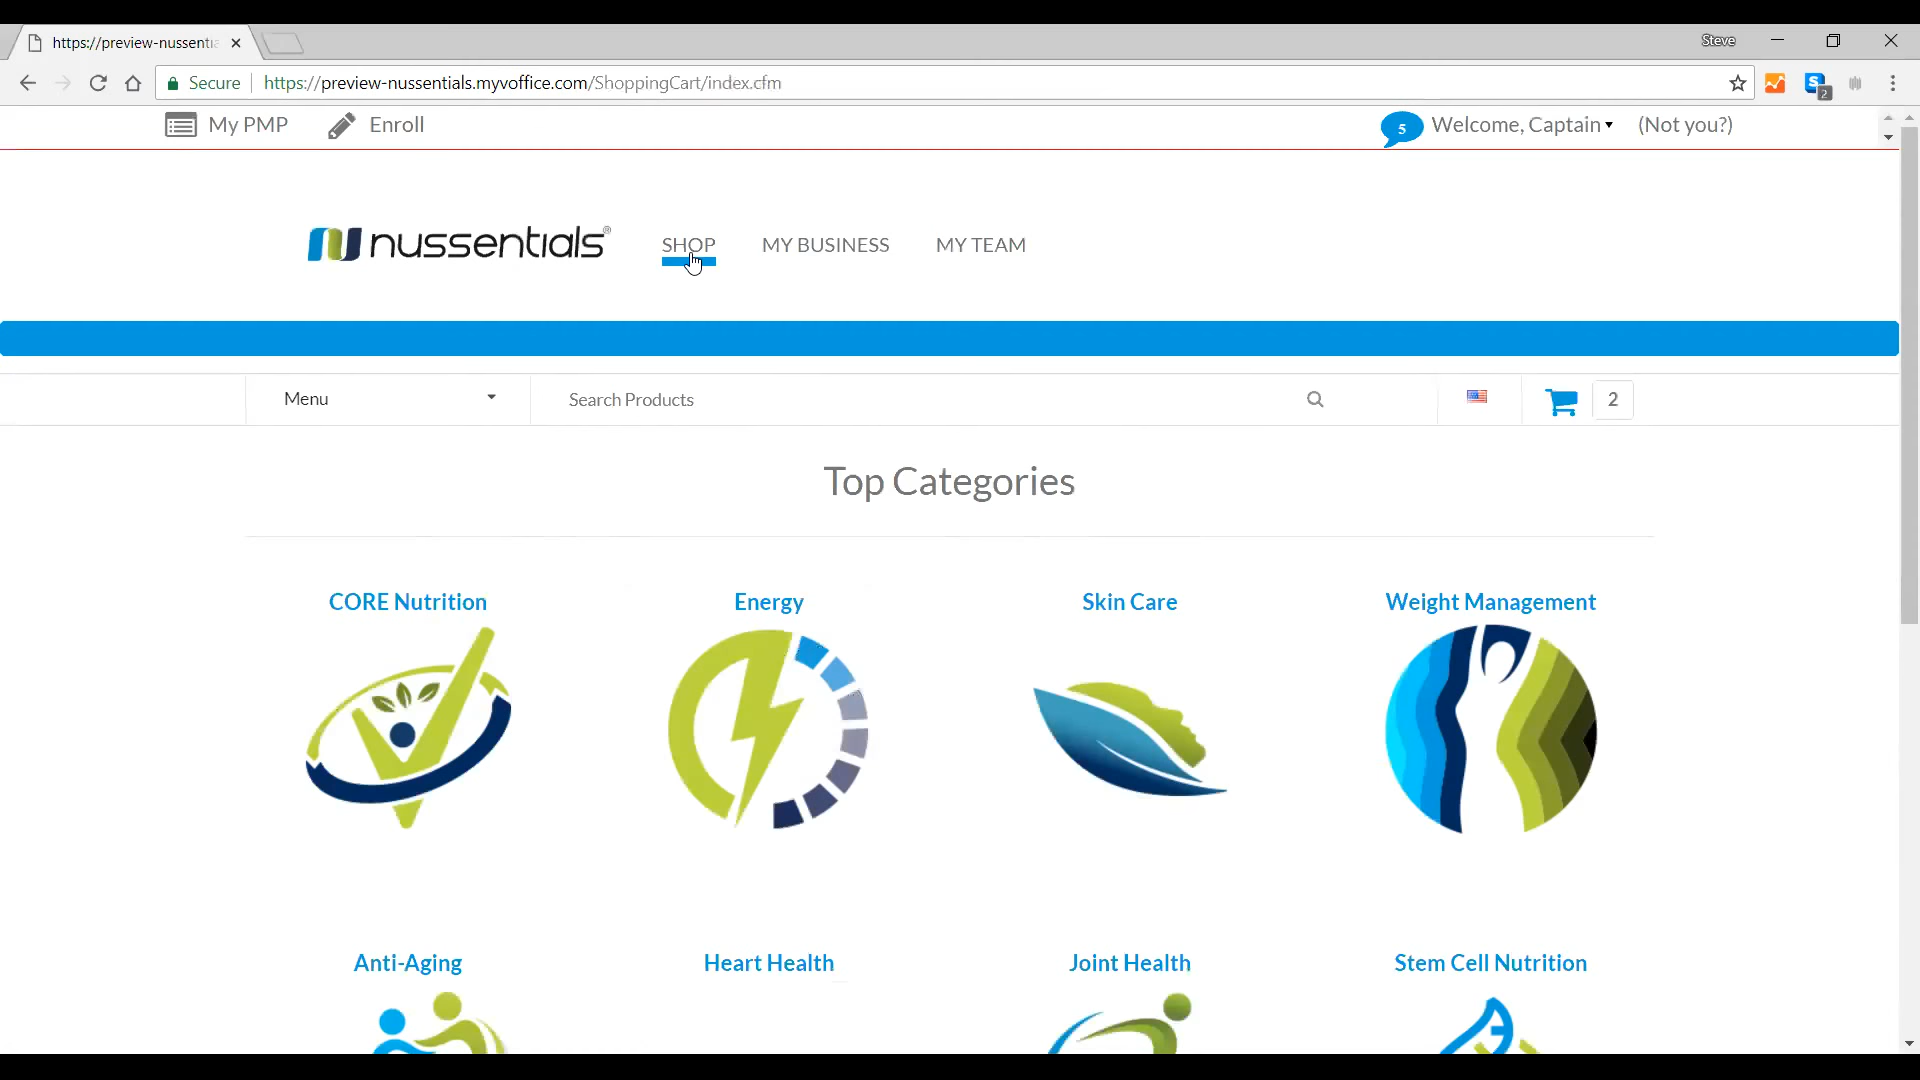 https://preview-nussentia
Steve
Secure https://preview-nussentials.myvoffice.com/ShoppingCart/index.cfm
S 2
My PMP Enroll 5 Welcome, Captain (Not you?)
nussentials® SHOP MY BUSINESS MY TEAM
Menu Search Products 2
Top Categories
CORE Nutrition Energy Skin Care Weight Management
Anti-Aging Heart Health Joint Health Stem Cell Nutrition